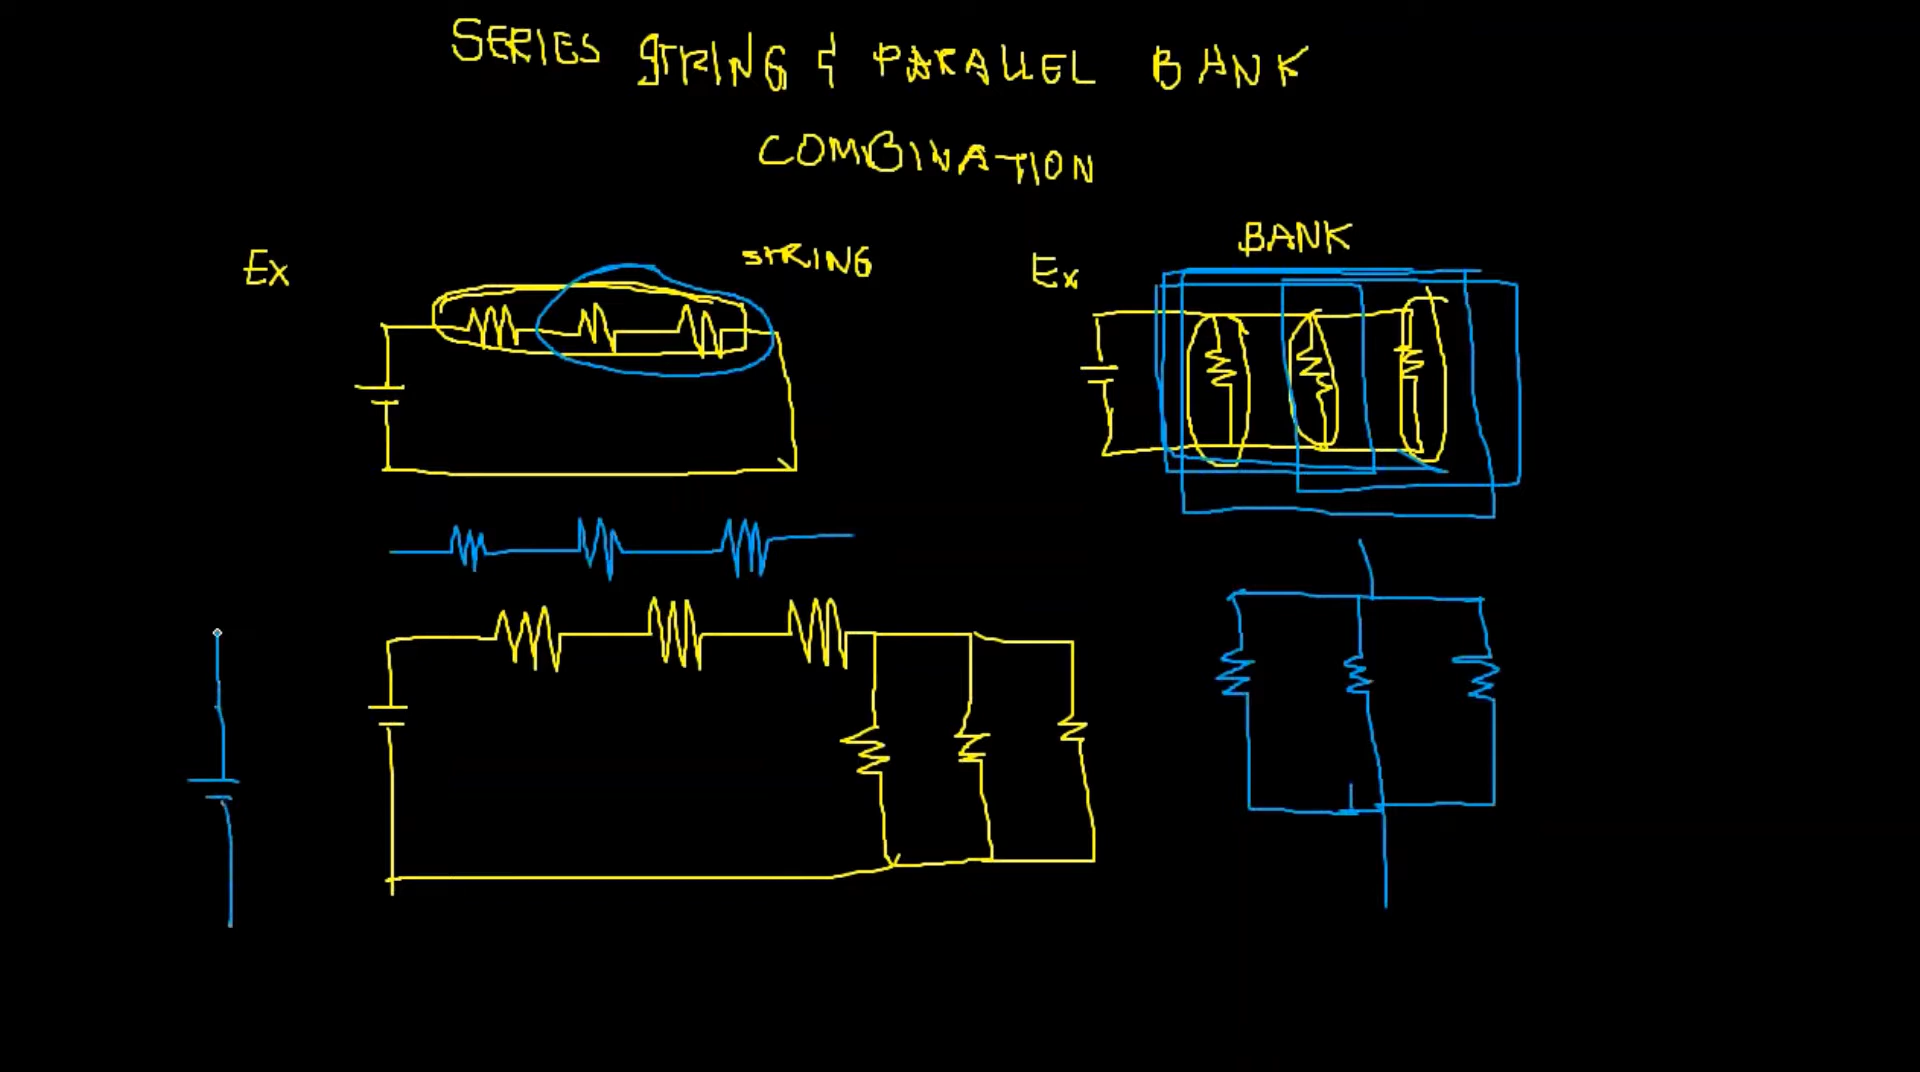 SERIES STRING & PARALLEL BANK
COMBINATION
Ex
STRING
Ex
BANK